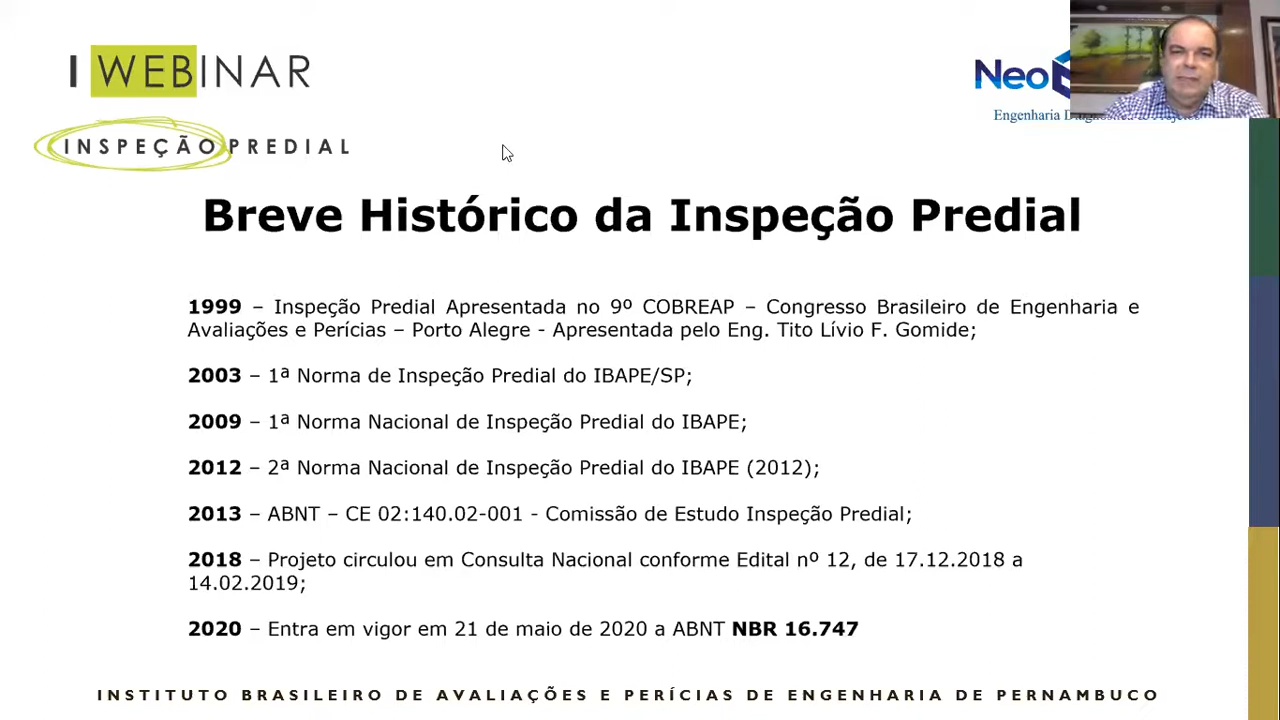 I WEBINAR
INSPEÇÃO PREDIAL
Neo
Engenharia
Breve Histórico da Inspeção Predial
1999 – Inspeção Predial Apresentada no 9º COBREAP – Congresso Brasileiro de Engenharia e
Avaliações e Perícias – Porto Alegre - Apresentada pelo Eng. Tito Lívio F. Gomide;
2003 – 1ª Norma de Inspeção Predial do IBAPE/SP;
2009 – 1ª Norma Nacional de Inspeção Predial do IBAPE;
2012 – 2ª Norma Nacional de Inspeção Predial do IBAPE (2012);
2013 – ABNT – CE 02:140.02-001 - Comissão de Estudo Inspeção Predial;
2018 – Projeto circulou em Consulta Nacional conforme Edital nº 12, de 17.12.2018 a
14.02.2019;
2020 – Entra em vigor em 21 de maio de 2020 a ABNT NBR 16.747
INSTITUTO BRASILEIRO DE AVALIAÇÕES E PERÍCIAS DE ENGENHARIA DE PERNAMBUCO